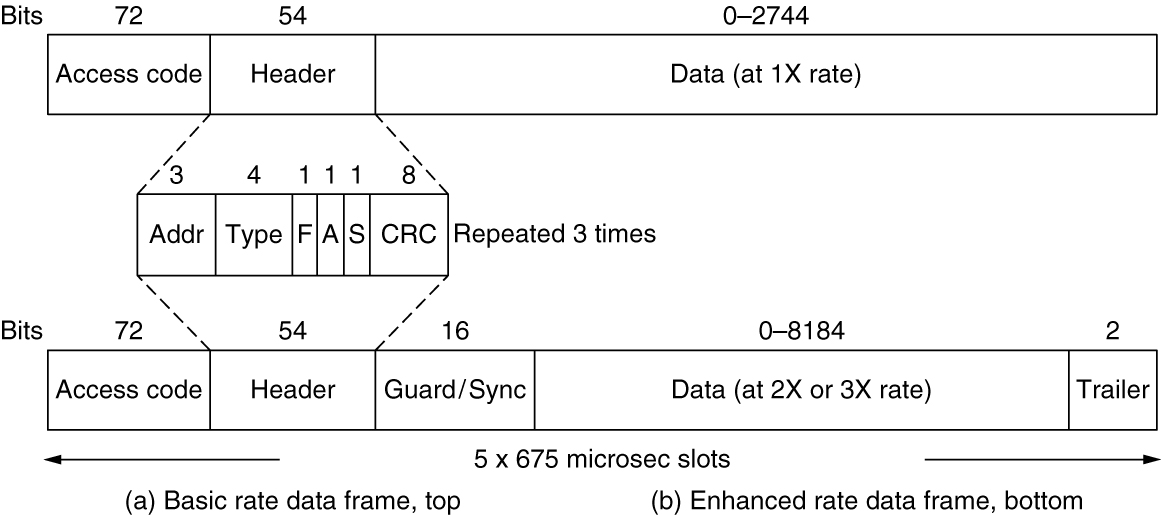 Bits 72 54 0–2744
Access code Header Data (at 1X rate)
3 4 1 1 1 8
Addr Type F A S CRC Repeated 3 times
Bits 72 54 16 0–8184 2
Access code Header Guard/Sync Data (at 2X or 3X rate) Trailer
5 x 675 microsec slots
(a) Basic rate data frame, top (b) Enhanced rate data frame, bottom